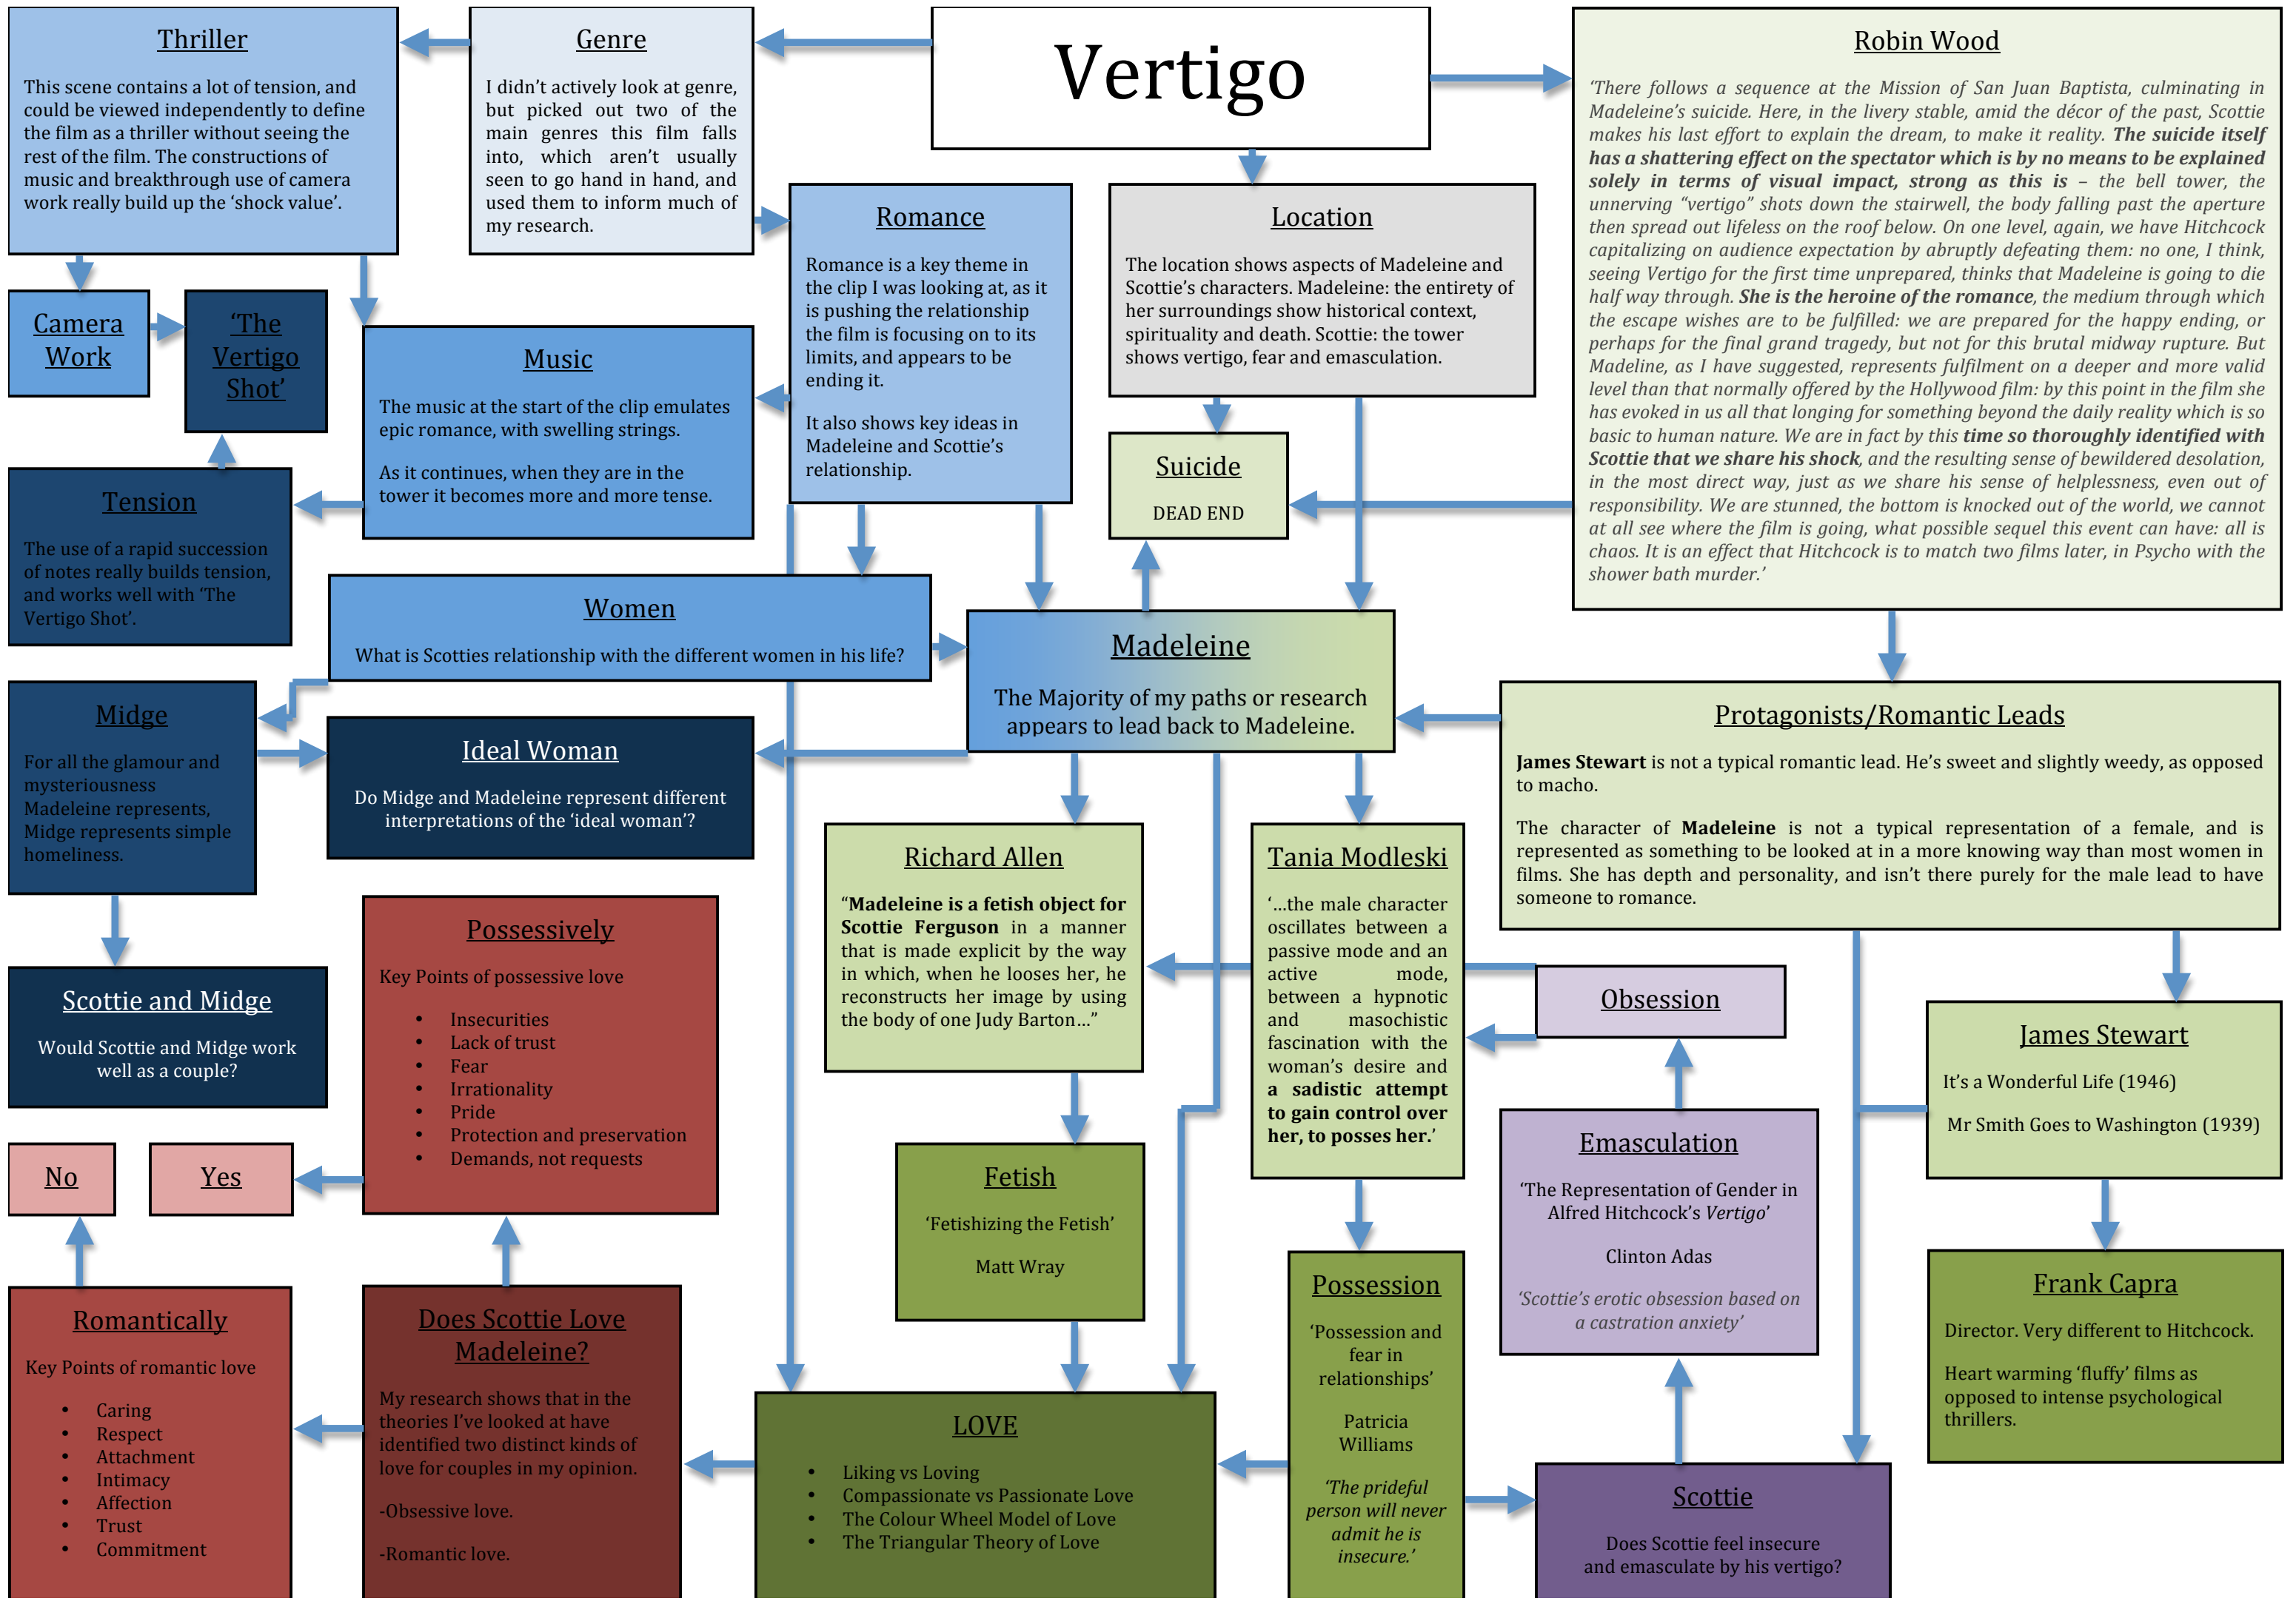 Vertigo
Thriller
This scene contains a lot of tension, and
could be viewed independently to define
the film as a thriller without seeing the
rest of the film. The constructions of
music and breakthrough use of camera
work really build up the ‘shock value’.
Genre
I didn’t actively look at genre,
but picked out two of the
main genres this film falls
into, which aren’t usually
seen to go hand in hand, and
used them to inform much of
my research.
Robin Wood
‘There follows a sequence at the Mission of San Juan Baptista, culminating in
Madeleine’s suicide. Here, in the livery stable, amid the décor of the past, Scottie
makes his last effort to explain the dream, to make it reality. The suicide itself
has a shattering effect on the spectator which is by no means to be explained
solely in terms of visual impact, strong as this is – the bell tower, the
unnerving “vertigo” shots down the stairwell, the body falling past the aperture
then spread out lifeless on the roof below. On one level, again, we have Hitchcock
capitalizing on audience expectation by abruptly defeating them: no one, I think,
seeing Vertigo for the first time unprepared, thinks that Madeleine is going to die
half way through. She is the heroine of the romance, the medium through which
the escape wishes are to be fulfilled: we are prepared for the happy ending, or
perhaps for the final grand tragedy, but not for this brutal midway rupture. But
Madeline, as I have suggested, represents fulfilment on a deeper and more valid
level than that normally offered by the Hollywood film: by this point in the film she
has evoked in us all that longing for something beyond the daily reality which is so
basic to human nature. We are in fact by this time so thoroughly identified with
Scottie that we share his shock, and the resulting sense of bewildered desolation,
in the most direct way, just as we share his sense of helplessness, even out of
responsibility. We are stunned, the bottom is knocked out of the world, we cannot
at all see where the film is going, what possible sequel this event can have: all is
chaos. It is an effect that Hitchcock is to match two films later, in Psycho with the
shower bath murder.’
Romance
Romance is a key theme in
the clip I was looking at, as it
is pushing the relationship
the film is focusing on to its
limits, and appears to be
ending it.
It also shows key ideas in
Madeleine and Scottie’s
relationship.
Location
The location shows aspects of Madeleine and
Scottie’s characters. Madeleine: the entirety of
her surroundings show historical context,
spirituality and death. Scottie: the tower
shows vertigo, fear and emasculation.
Camera
Work
‘The
Vertigo
Shot’
Music
The music at the start of the clip emulates
epic romance, with swelling strings.
As it continues, when they are in the
tower it becomes more and more tense.
Suicide
DEAD END
Tension
The use of a rapid succession
of notes really builds tension,
and works well with ‘The
Vertigo Shot’.
Women
What is Scotties relationship with the different women in his life?
Madeleine
The Majority of my paths or research
appears to lead back to Madeleine.
Midge
For all the glamour and
mysteriousness
Madeleine represents,
Midge represents simple
homeliness.
Ideal Woman
Do Midge and Madeleine represent different
interpretations of the ‘ideal woman’?
Protagonists/Romantic Leads
James Stewart is not a typical romantic lead. He’s sweet and slightly weedy, as opposed
to macho.
The character of Madeleine is not a typical representation of a female, and is
represented as something to be looked at in a more knowing way than most women in
films. She has depth and personality, and isn’t there purely for the male lead to have
someone to romance.
Richard Allen
“Madeleine is a fetish object for
Scottie Ferguson in a manner
that is made explicit by the way
in which, when he looses her, he
reconstructs her image by using
the body of one Judy Barton…”
Tania Modleski
‘…the male character
oscillates between a
passive mode and an
active mode,
between a hypnotic
and masochistic
fascination with the
woman’s desire and
a sadistic attempt
to gain control over
her, to posses her.’
Possessively
Key Points of possessive love
• Insecurities
• Lack of trust
• Fear
• Irrationality
• Pride
• Protection and preservation
• Demands, not requests
Scottie and Midge
Would Scottie and Midge work
well as a couple?
Obsession
James Stewart
It’s a Wonderful Life (1946)
Mr Smith Goes to Washington (1939)
No
Yes
Fetish
‘Fetishizing the Fetish’
Matt Wray
Emasculation
‘The Representation of Gender in
Alfred Hitchcock’s Vertigo’
Clinton Adas
‘Scottie’s erotic obsession based on
a castration anxiety’
Possession
‘Possession and
fear in
relationships’
Patricia
Williams
‘The prideful
person will never
admit he is
insecure.’
Frank Capra
Director. Very different to Hitchcock.
Heart warming ‘fluffy’ films as
opposed to intense psychological
thrillers.
Romantically
Key Points of romantic love
• Caring
• Respect
• Attachment
• Intimacy
• Affection
• Trust
• Commitment
Does Scottie Love
Madeleine?
My research shows that in the
theories I’ve looked at have
identified two distinct kinds of
love for couples in my opinion.
-Obsessive love.
-Romantic love.
LOVE
• Liking vs Loving
• Compassionate vs Passionate Love
• The Colour Wheel Model of Love
• The Triangular Theory of Love
Scottie
Does Scottie feel insecure
and emasculate by his vertigo?